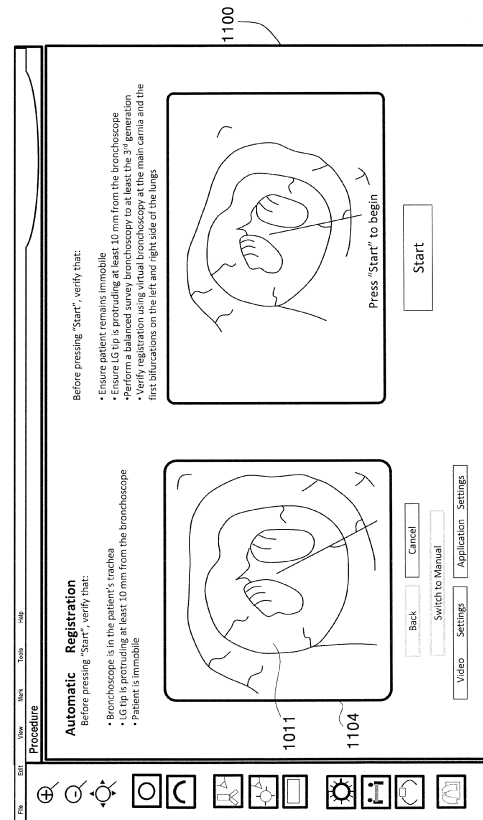 File Edit View Mark Tools Help
Procedure
Automatic Registration
Before pressing "Start", verify that:
• Bronchoscope is in the patient's trachea
• LG tip is protruding at least 10 mm from the bronchoscope
• Patient is immobile
Before pressing "Start", verify that:
• Ensure patient remains immobile
• Ensure LG tip is protruding at least 10 mm from the bronchoscope
•Perform a balanced survey bronchoscopy to at least the 3rd generation
• Verify registration using virtual bronchoscopy at the main carnia and the
first bifurcations on the left and right side of the lungs
1011
1104
Back
Cancel
Switch to Manual
Video Settings
Application Settings
Press "Start" to begin
Start
1100